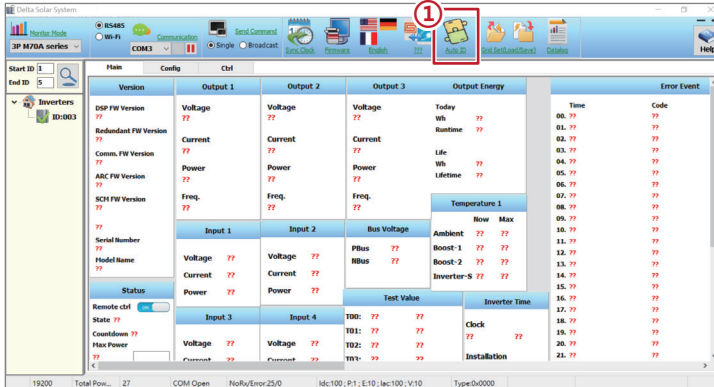 Delta Solar System
1
Monitor Mode
3P M70A series
RS485
Wi-Fi
Communication
COM3
Send Command
Single
Broadcast
Sync Clock
Firmware
English
???
Auto ID
Grid Set(Load/Save)
Datalog
Help
Start ID 1
End ID 5
Inverters
ID:003
Main Config Ctrl
Version
DSP FW Version
??
Redundant FW Version
??
Comm. FW Version
??
ARC FW Version
??
SCM FW Version
??
??
Serial Number
??
Model Name
??
Status
Remote ctrl ON
State ??
Countdown ??
Max Power
??
Output 1
Voltage
??
Current
??
Power
??
Freq.
??
Output 2
Voltage
??
Current
??
Power
??
Freq.
??
Output 3
Voltage
??
Current
??
Power
??
Freq.
??
Output Energy
Today
Wh ??
Runtime ??
Life
Wh ??
Lifetime ??
Temperature 1
Now Max
Ambient ?? ??
Boost-1 ?? ??
Boost-2 ?? ??
Inverter-S ?? ??
Input 1
Voltage ??
Current ??
Power ??
Input 2
Voltage ??
Current ??
Power ??
Bus Voltage
PBus ??
NBus ??
Input 3
Voltage ??
Current ??
Input 4
Voltage ??
Current ??
Test Value
T00: ?? ??
T01: ?? ??
T02: ?? ??
T03: ?? ??
Inverter Time
Clock
?? ??
Installation
Error Event
Time Code
00. ?? ??
01. ?? ??
02. ?? ??
03. ?? ??
04. ?? ??
05. ?? ??
06. ?? ??
07. ?? ??
08. ?? ??
09. ?? ??
10. ?? ??
11. ?? ??
12. ?? ??
13. ?? ??
14. ?? ??
15. ?? ??
16. ?? ??
17. ?? ??
18. ?? ??
19. ?? ??
20. ?? ??
21. ?? ??
19200 Total Pow... 27 COM Open NoRx/Error:25/0 Idc:100 ; P:1 ; E:10 ; Iac:100 ; V:10 Type:0x0000